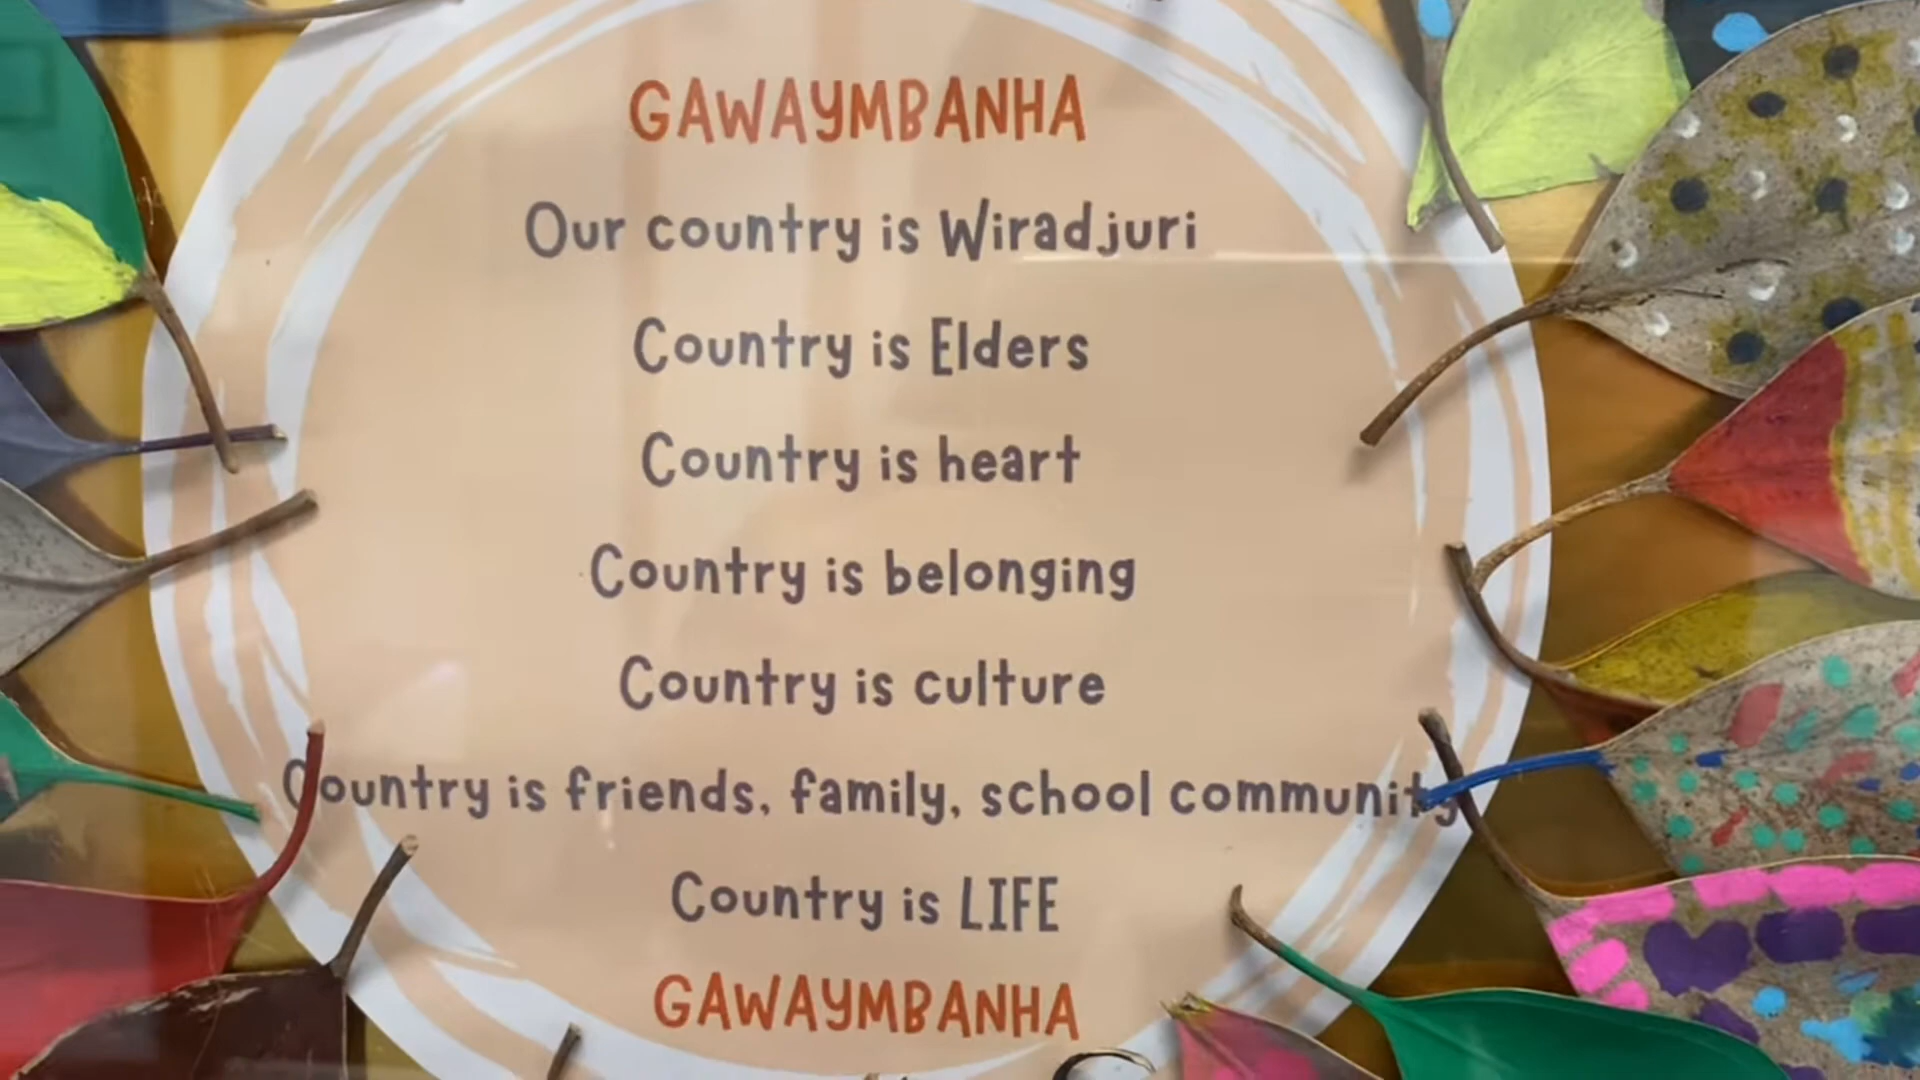 GAWAYMBANHA
Our country is Wiradjuri
Country is Elders
Country is heart
Country is belonging
Country is culture
Country is friends, family, school community
Country is LIFE
GAWAYMBANHA